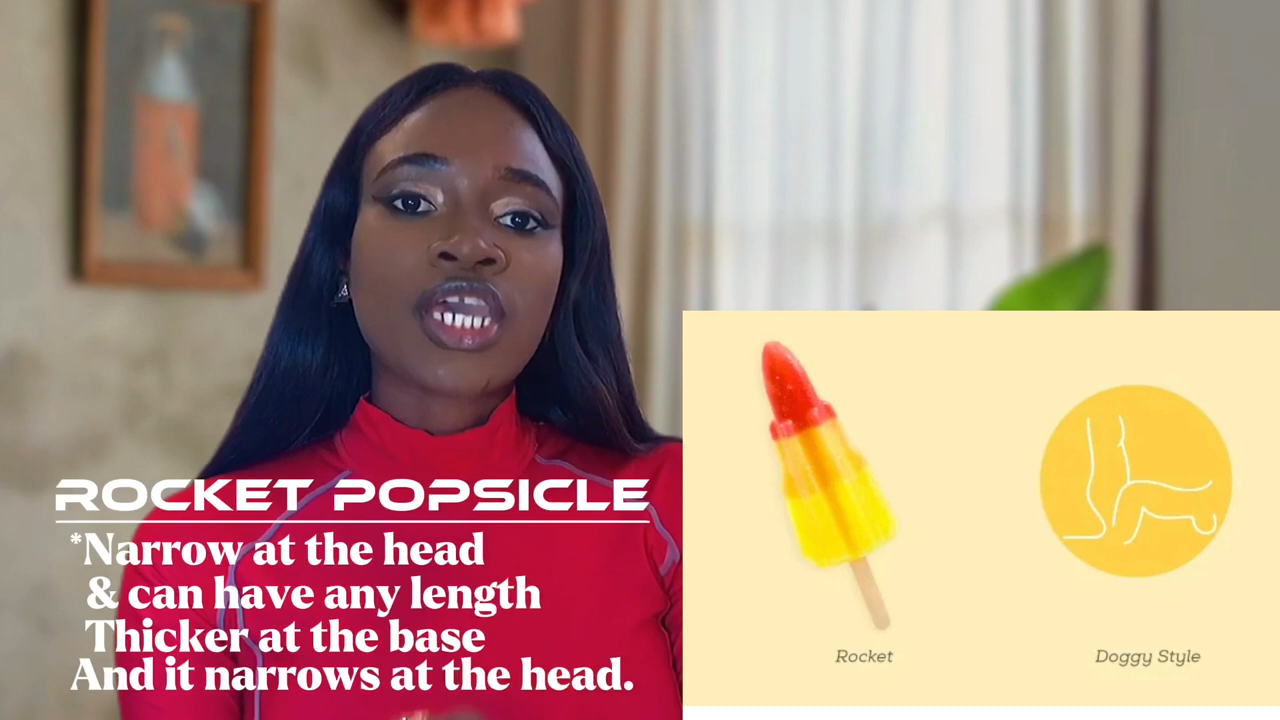 ROCKET POPSICLE
*Narrow at the head
& can have any length
Thicker at the base
And it narrows at the head.
Rocket
Doggy Style